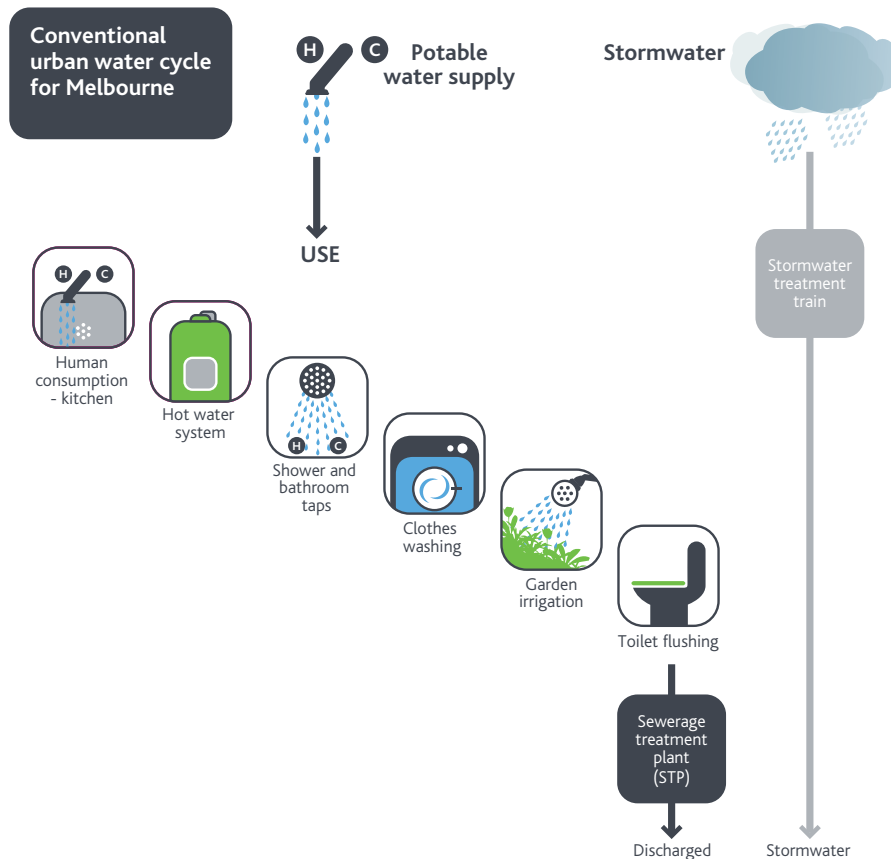 Conventional
urban water cycle
for Melbourne
H C
Potable
water supply
Stormwater
USE
H C
Human
consumption
- kitchen
Hot water
system
H C
Shower and
bathroom
taps
Clothes
washing
Garden
irrigation
Toilet flushing
Stormwater
treatment
train
Sewerage
treatment
plant
(STP)
Discharged
Stormwater